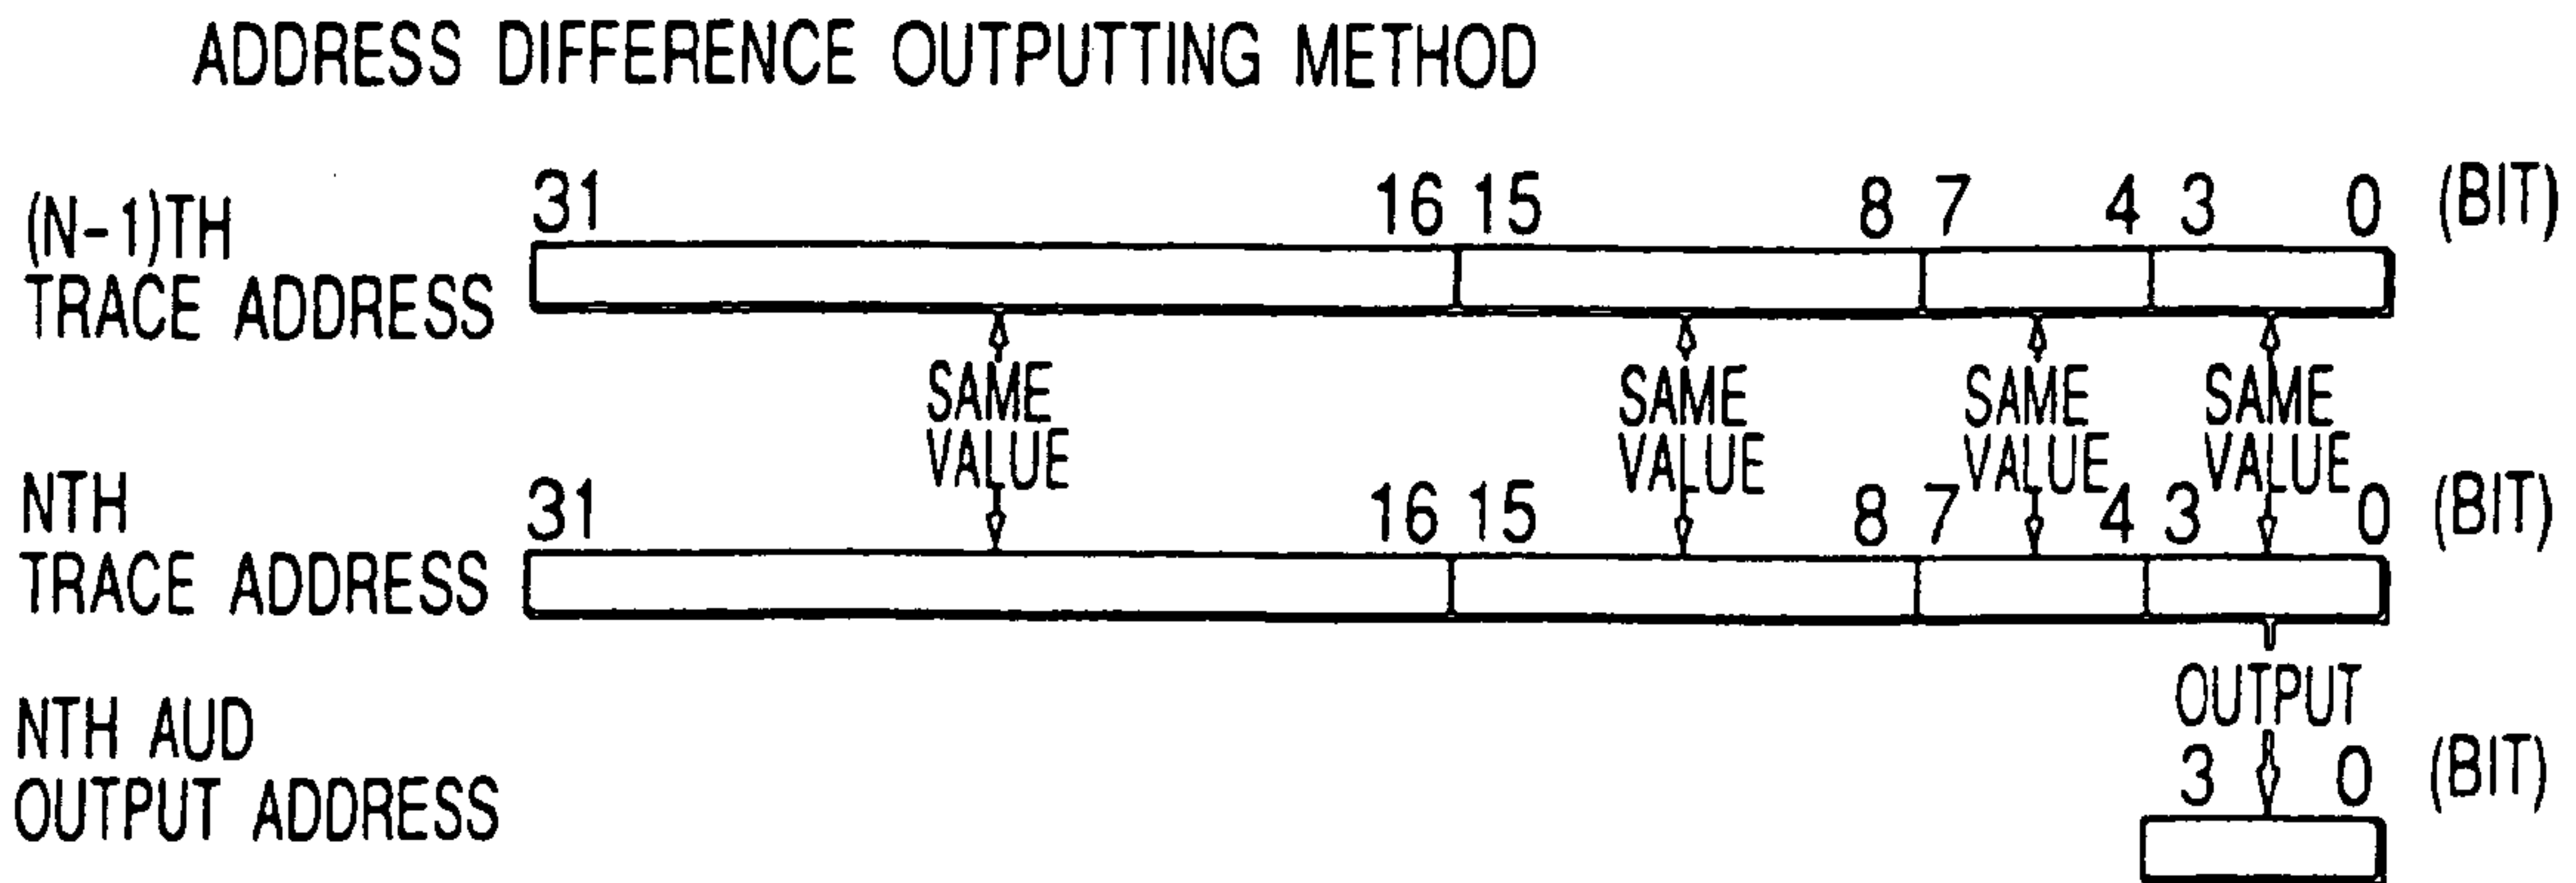 ADDRESS DIFFERENCE OUTPUTTING METHOD
31 16 15 8 7 4 3 0 (BIT)
(N-1)TH
TRACE ADDRESS
SAME SAME SAME SAME
VALUE VALUE VALUE VALUE
31 16 15 8 7 4 3 0 (BIT)
NTH
TRACE ADDRESS
OUTPUT
NTH AUD
3 0 (BIT)
OUTPUT ADDRESS